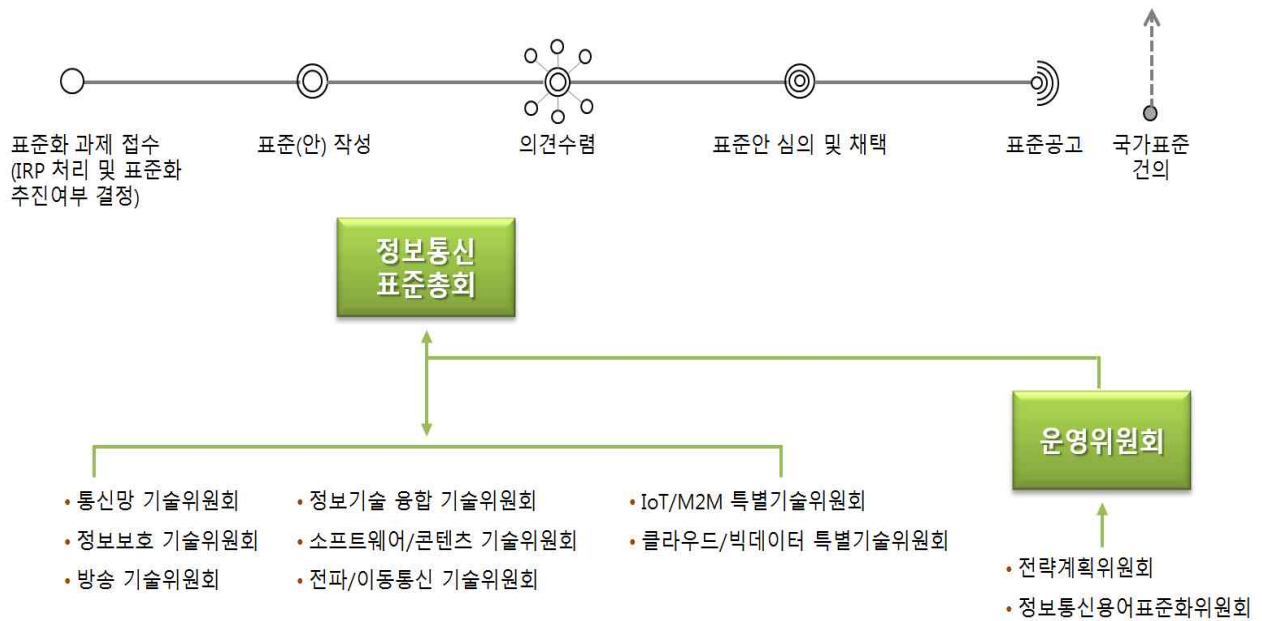 표준화 과제 접수
(IRP 처리 및 표준화
추진여부 결정)
표준(안) 작성
의견수렴
표준안 심의 및 채택
표준공고
국가표준
건의
정보통신
표준총회
운영위원회
• 통신망 기술위원회
• 정보보호 기술위원회
• 방송 기술위원회
• 정보기술 융합 기술위원회
• 소프트웨어/콘텐츠 기술위원회
• 전파/이동통신 기술위원회
• IoT/M2M 특별기술위원회
• 클라우드/빅데이터 특별기술위원회
• 전략계획위원회
• 정보통신용어표준화위원회